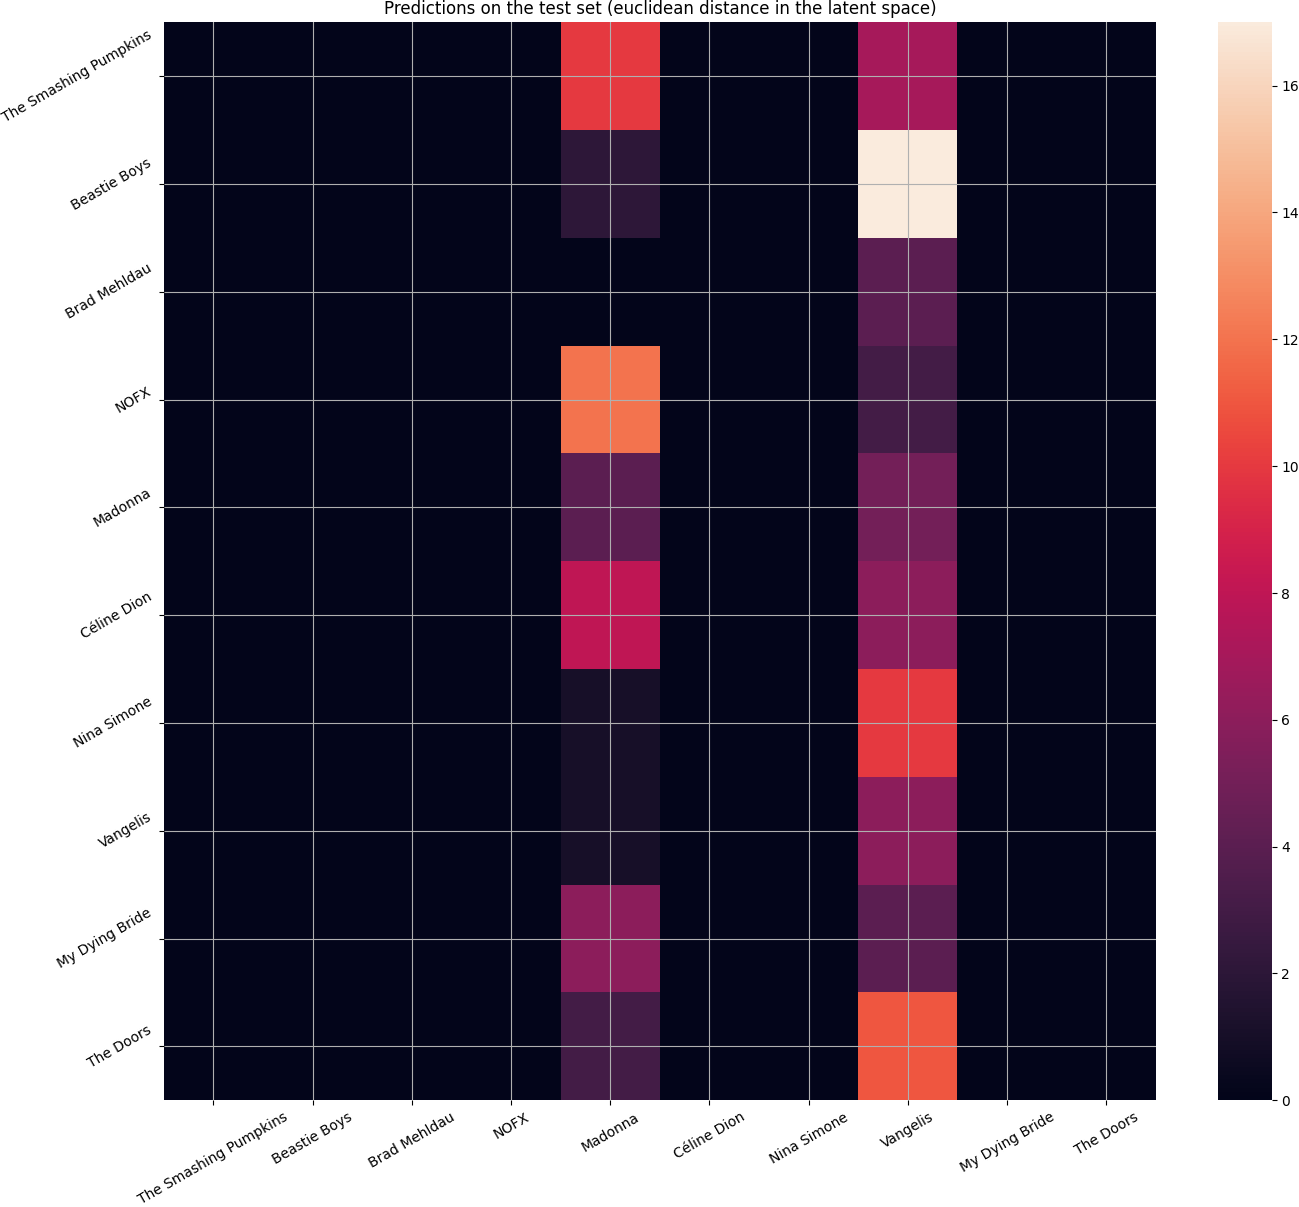 Predictions on the test set (euclidean distance in the latent space)
The Smashing Pumpkins
Beastie Boys
Brad Mehldau
NOFX
Madonna
Céline Dion
Nina Simone
Vangelis
My Dying Bride
The Doors
The Smashing Pumpkins
Beastie Boys
Brad Mehldau
NOFX
Madonna
Céline Dion
Nina Simone
Vangelis
My Dying Bride
The Doors
16
14
12
10
8
6
4
2
0